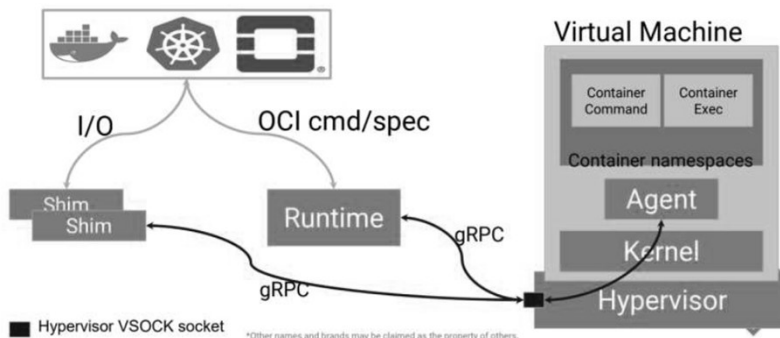 Virtual Machine
Container
Command
Container
Exec
Container namespaces
Agent
Kernel
Hypervisor
I/O
OCI cmd/spec
Shim
Shim
Runtime
gRPC
gRPC
Hypervisor VSOCK socket
*Other names and brands may be claimed as the property of others.
®